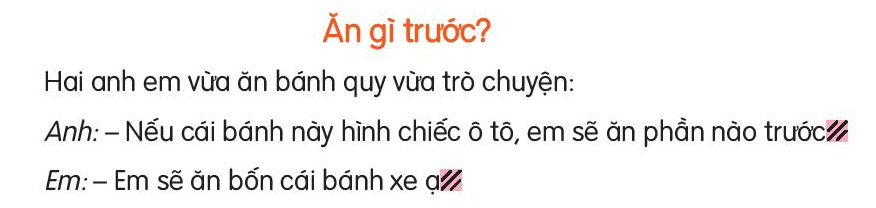 Ăn gì trước?
Hai anh em vừa ăn bánh quy vừa trò chuyện:
Anh: – Nếu cái bánh này hình chiếc ô tô, em sẽ ăn phần nào trước
Em: – Em sẽ ăn bốn cái bánh xe ạ